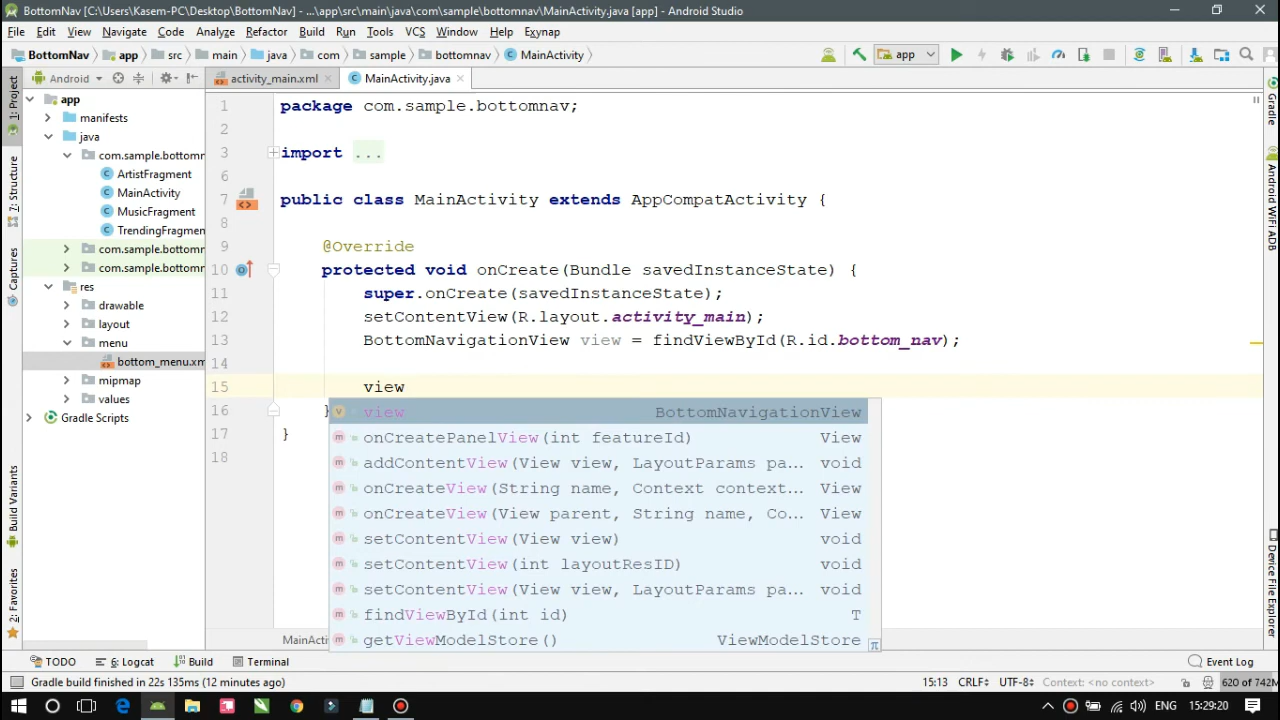 BottomNav [C:\Users\Kasem-PC\Desktop\BottomNav] - ...\app\src\main\java\com\sample\bottomnav\MainActivity.java [app] - Android Studio
File Edit View Navigate Code Analyze Refactor Build Run Tools VCS Window Help Exynap
BottomNav app src main java com sample bottomnav MainActivity app
Android activity_main.xml MainActivity.java
1: Project
7: Structure
Captures
Build Variants
2: Favorites
app
manifests
java
com.sample.bottomn
ArtistFragment
MainActivity
MusicFragment
TrendingFragmen
com.sample.bottomn
com.sample.bottomn
res
drawable
layout
menu
bottom_menu.xm
mipmap
values
Gradle Scripts
1 package com.sample.bottomnav;
2
3 import ...
6
7 public class MainActivity extends AppCompatActivity {
8
9 @Override
10 protected void onCreate(Bundle savedInstanceState) {
11 super.onCreate(savedInstanceState);
12 setContentView(R.layout.activity_main);
13 BottomNavigationView view = findViewById(R.id.bottom_nav);
14
15 view
16 }
17 }
18
view BottomNavigationView
onCreatePanelView(int featureId) View
addContentView(View view, LayoutParams pa... void
onCreateView(String name, Context context... View
onCreateView(View parent, String name, Co... View
setContentView(View view) void
setContentView(int layoutResID) void
setContentView(View view, LayoutParams pa... void
findViewById(int id) T
getViewModelStore() ViewModelStore
π
MainActi
Gradle
Android WiFi ADB
Device File Explorer
TODO 6: Logcat Build Terminal Event Log
Gradle build finished in 22s 135ms (12 minutes ago) 15:13 CRLF UTF-8 Context: <no context> 620 of 742M
ENG 15:29:20